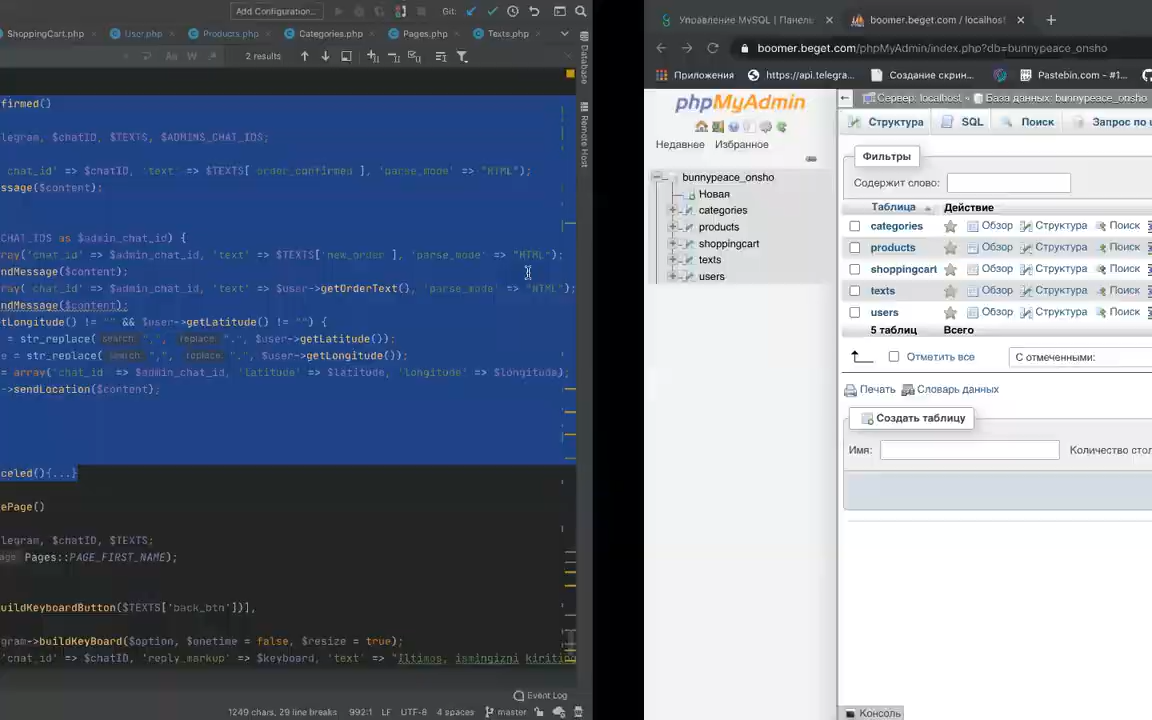 Add Configuration...
Git:
ShoppingCart.php
User.php
Products.php
Categories.php
Pages.php
Texts.php
2 results
Database
Remote Host
firmed()
legram, $chatID, $TEXTS, $ADMINS_CHAT_IDS;
chat_id' => $chatID, 'text' => $TEXTS['order_confirmed'], 'parse_mode' => "HTML");
ssage($content);
CHAT_IDS as $admin_chat_id) {
ray('chat_id' => $admin_chat_id, 'text' => $TEXTS['new_order'], 'parse_mode' => "HTML");
ndMessage($content);
ray('chat_id' => $admin_chat_id, 'text' => $user->getOrderText(), 'parse_mode' => "HTML");
ndMessage($content);
etLongitude() != "" && $user->getLatitude() != "") {
= str_replace( search: ",", replace: ".", $user->getLatitude());
e = str_replace( search: ",", replace: ".", $user->getLongitude());
= array('chat_id' => $admin_chat_id, 'latitude' => $latitude, 'longitude' => $longitude);
->sendLocation($content);
celed(){...}
ePage()
legram, $chatID, $TEXTS;
age: Pages::PAGE_FIRST_NAME);
uildKeyboardButton($TEXTS['back_btn'])],
gram->buildKeyBoard($option, $onetime = false, $resize = true);
'chat_id' => $chatID, 'reply_markup' => $keyboard, 'text' => "Iltimos, ismingizni kiriting
Event Log
1249 chars, 29 line breaks 992:1 LF UTF-8 4 spaces master
Управление MySQL | Панель
boomer.beget.com / localhost
boomer.beget.com/phpMyAdmin/index.php?db=bunnypeace_onsho
Приложения
https://api.telegra...
Создание скрин...
Pastebin.com - #1...
phpMyAdmin
Недавнее Избранное
bunnypeace_onsho
Новая
categories
products
shoppingcart
texts
users
Сервер: localhost » База данных: bunnypeace_onsho
Структура SQL Поиск Запрос по
Фильтры
Содержит слово:
Таблица Действие
categories Обзор Структура Поиск
products Обзор Структура Поиск
shoppingcart Обзор Структура Поиск
texts Обзор Структура Поиск
users Обзор Структура Поиск
5 таблиц Всего
Отметить все С отмеченными:
Печать Словарь данных
Создать таблицу
Имя: Количество
Консоль